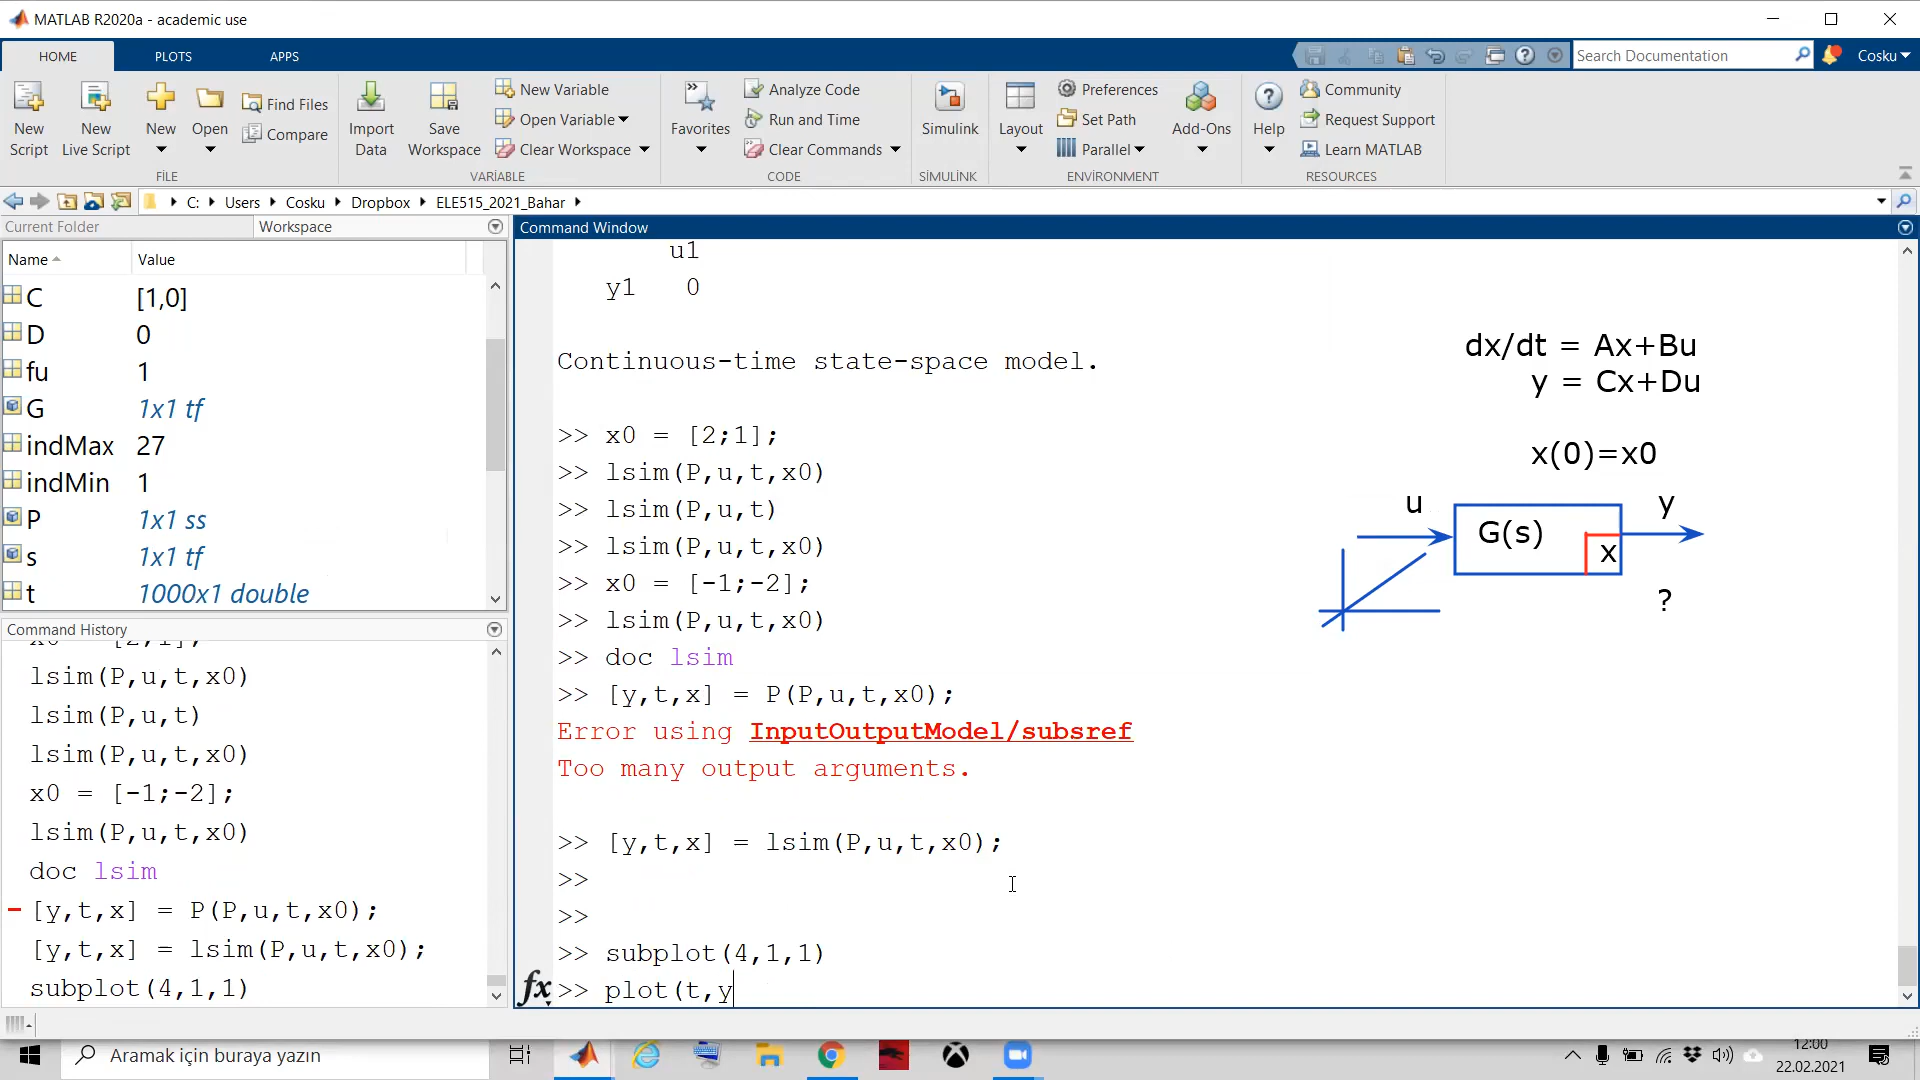 MATLAB R2020a - academic use
HOME
PLOTS
APPS
Search Documentation
Cosku
New Script
New Live Script
New
Open
Find Files
Compare
Import Data
Save Workspace
New Variable
Open Variable
Clear Workspace
Favorites
Analyze Code
Run and Time
Clear Commands
Simulink
Layout
Preferences
Set Path
Parallel
Add-Ons
Help
Community
Request Support
Learn MATLAB
FİLE
VARİABLE
CODE
SİMULİNK
ENVİRONMENT
RESOURCES
C:
Users
Cosku
Dropbox
ELE515_2021_Bahar
Current Folder
Workspace
Name
Value
C [1,0]
D 0
fu 1
G 1x1 tf
indMax 27
indMin 1
P 1x1 ss
s 1x1 tf
t 1000x1 double
Command History
x0 = [2;1];
lsim(P,u,t,x0)
lsim(P,u,t)
lsim(P,u,t,x0)
x0 = [-1;-2];
lsim(P,u,t,x0)
doc lsim
[y,t,x] = P(P,u,t,x0);
[y,t,x] = lsim(P,u,t,x0);
subplot(4,1,1)
Command Window
u1
y1 0
Continuous-time state-space model.
>> x0 = [2;1];
>> lsim(P,u,t,x0)
>> lsim(P,u,t)
>> lsim(P,u,t,x0)
>> x0 = [-1;-2];
>> lsim(P,u,t,x0)
>> doc lsim
>> [y,t,x] = P(P,u,t,x0);
Error using InputOutputModel/subsref
Too many output arguments.
>> [y,t,x] = lsim(P,u,t,x0);
>>
>>
>> subplot(4,1,1)
fx >> plot(t,y
dx/dt = Ax+Bu
y = Cx+Du
x(0)=x0
u
G(s)
x
y
?
Aramak için buraya yazın
12:00
22.02.2021